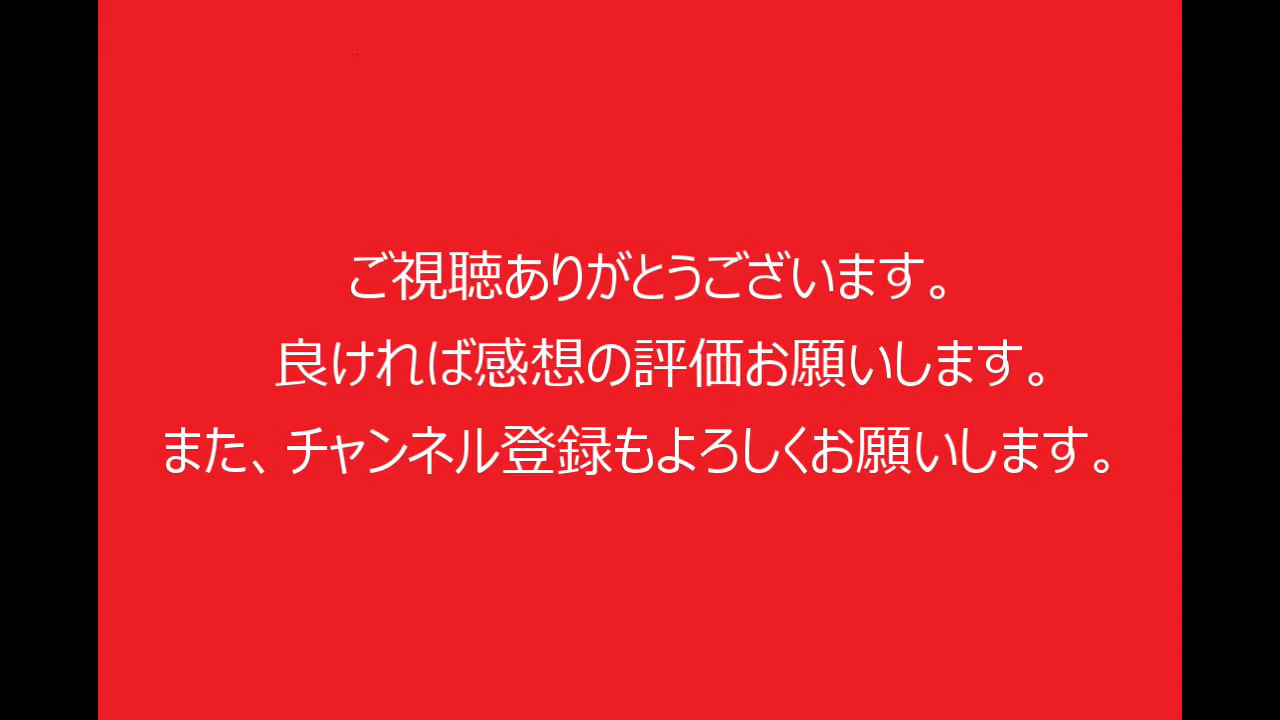 ご視聴ありがとうございます。
良ければ感想の評価お願いします。
また、チャンネル登録もよろしくお願いします。